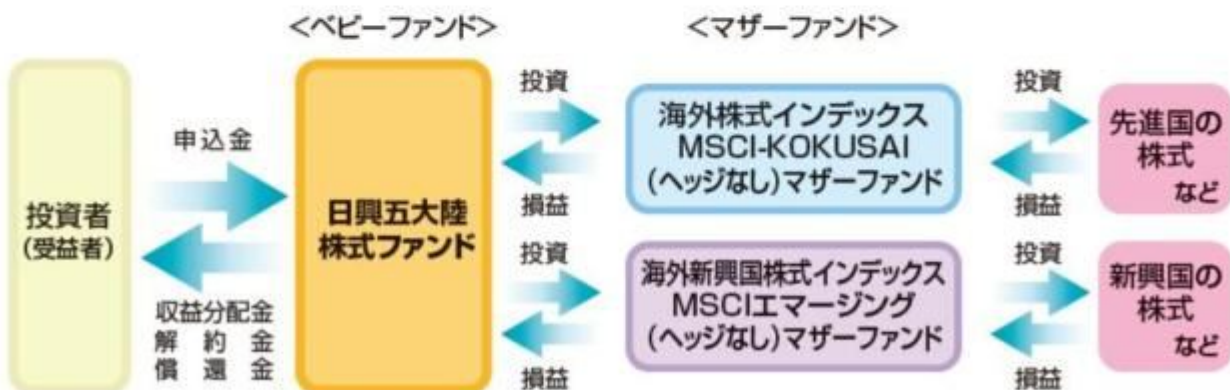 <ベビーファンド>
<マザーファンド>
投資者
(受益者)
申込金
収益分配金
解約金
償還金
日興五大陸
株式ファンド
投資
損益
海外株式インデックス
MSCI-KOKUSAI
(ヘッジなし)マザーファンド
投資
損益
先進国の
株式
など
投資
損益
海外新興国株式インデックス
MSCIエマージング
(ヘッジなし)マザーファンド
投資
損益
新興国の
株式
など